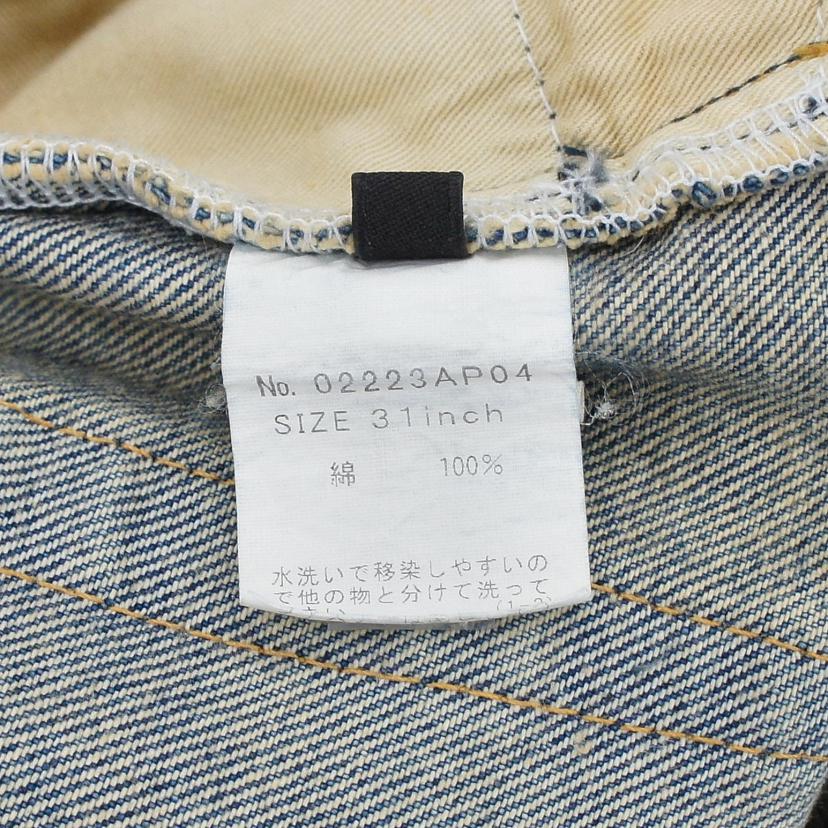 No. 02223AP04
SIZE 31inch
綿 100%
水洗いで移染しやすいの
で他の物と分けて洗って